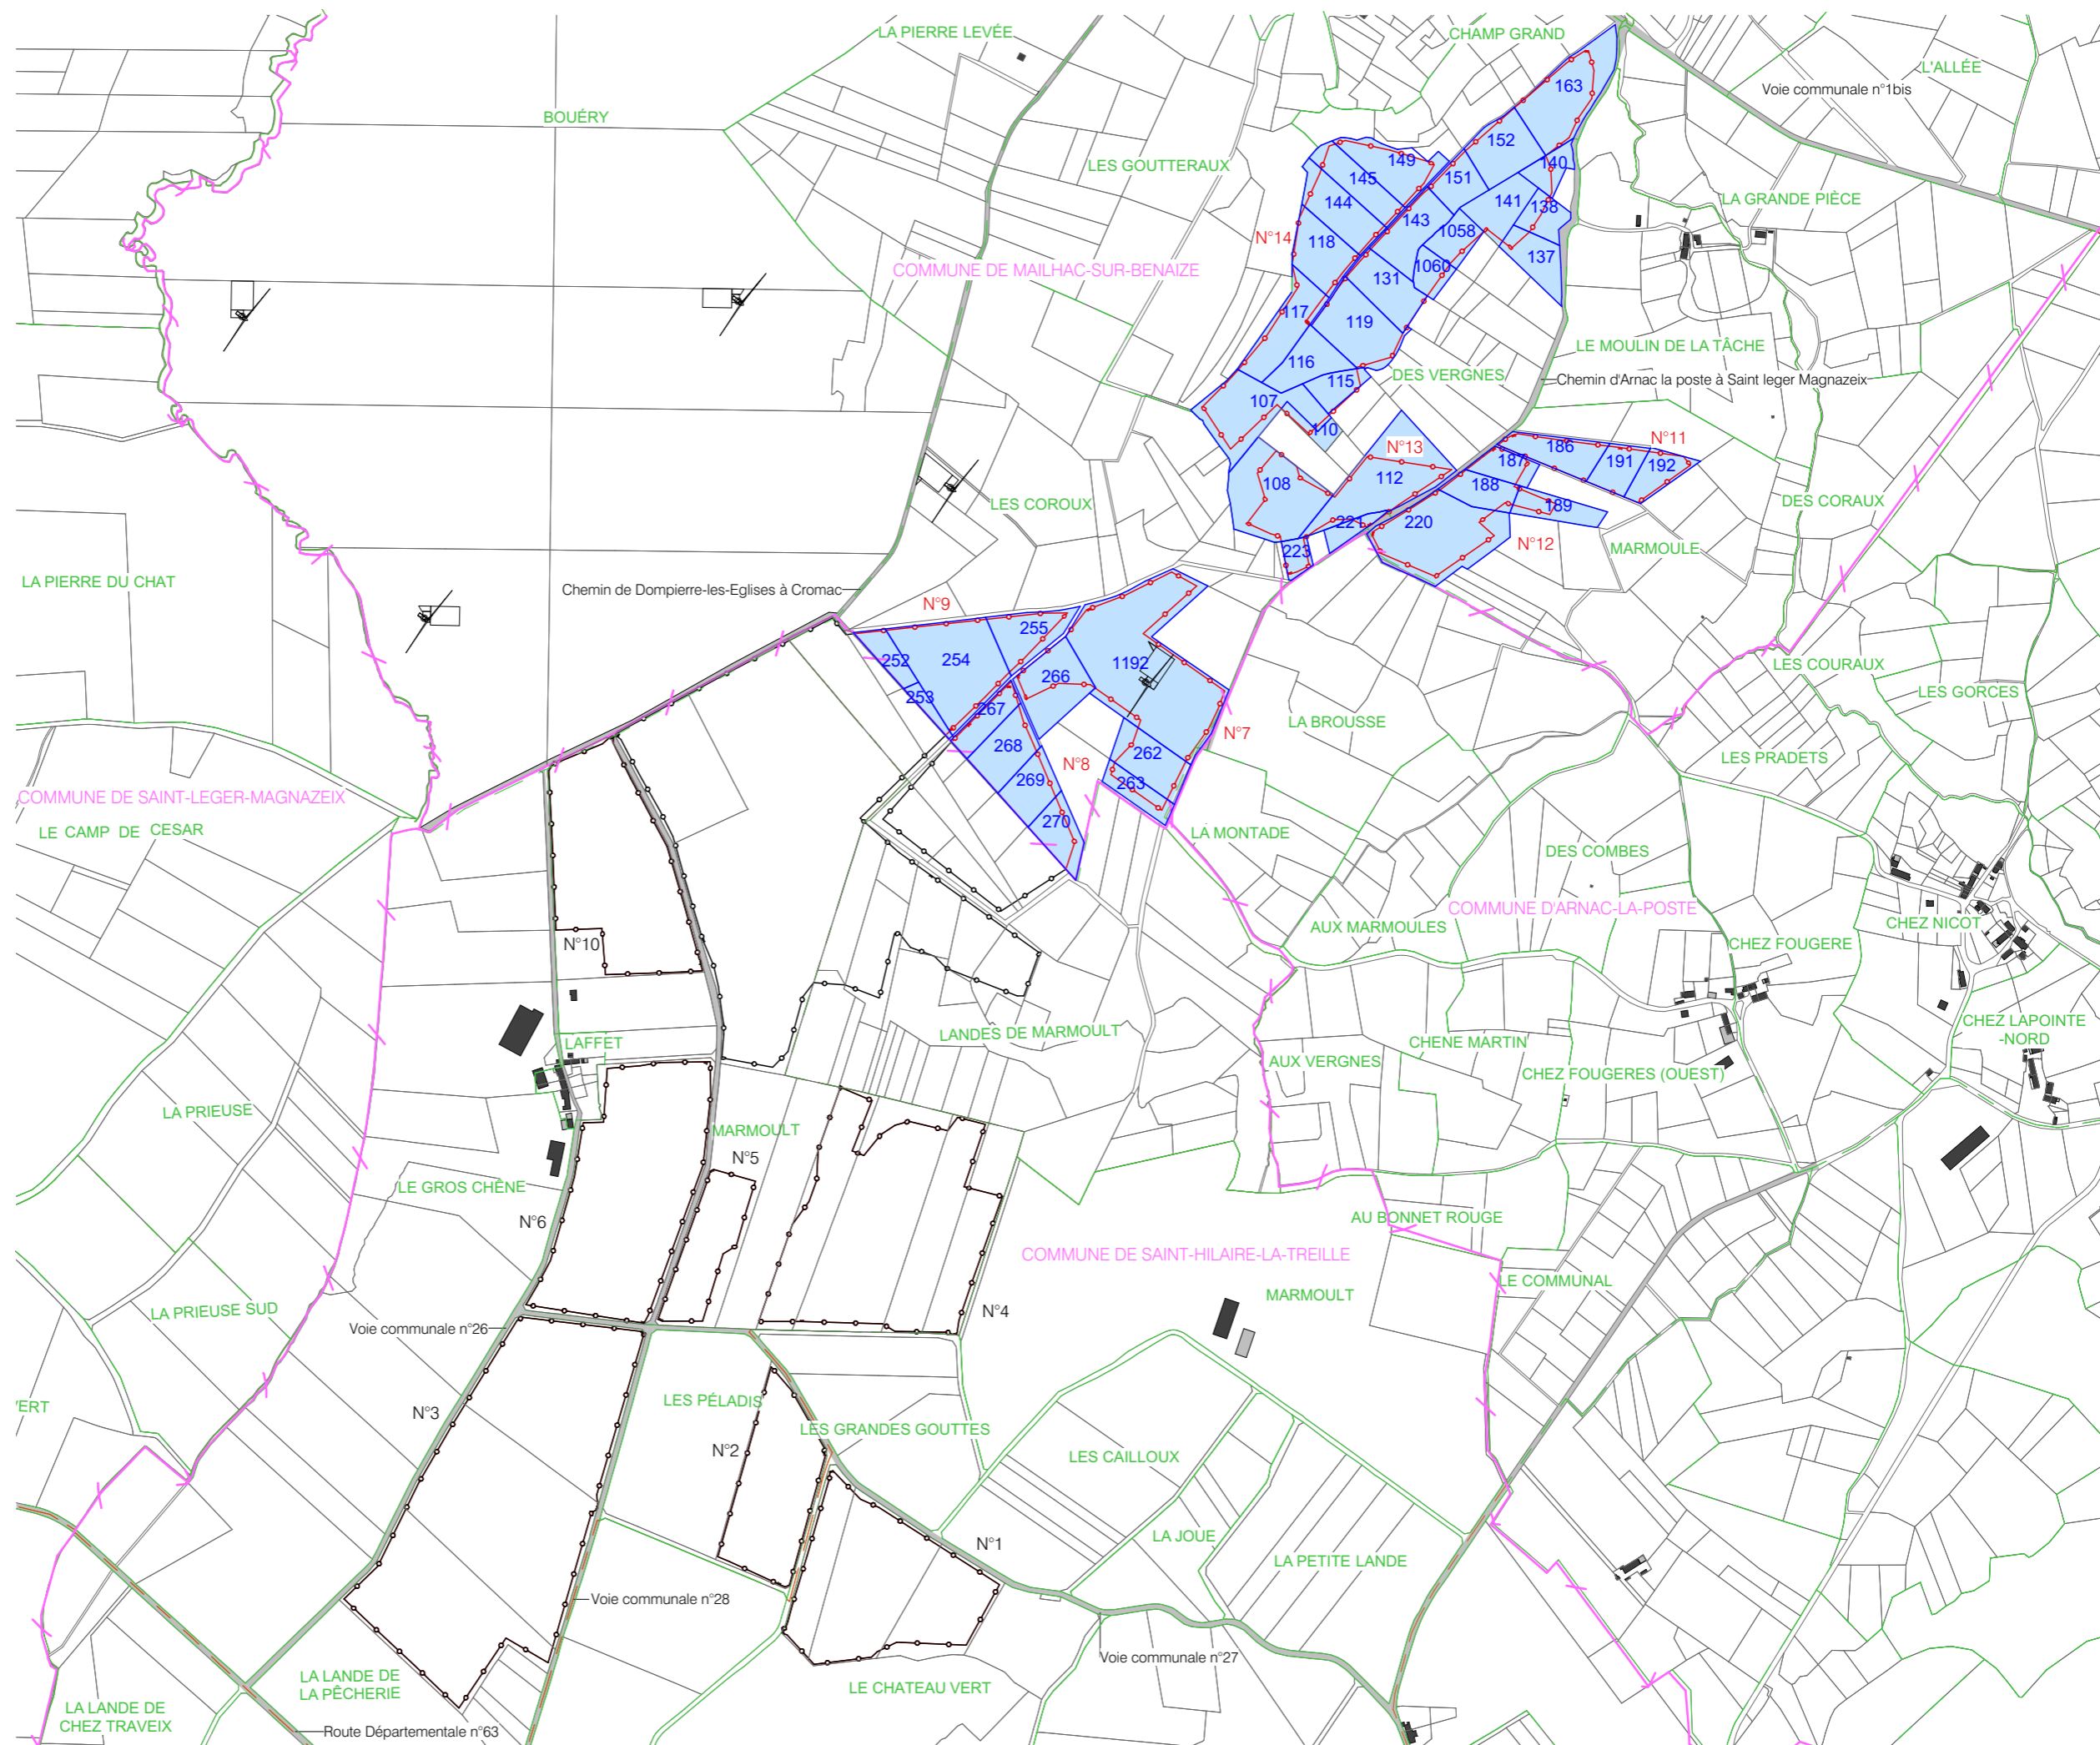 LA PIERRE LEVÉE
CHAMP GRAND
L'ALLÉE
Voie communale n°1bis
163
BOUÉRY
LES GOUTTERAUX
152
149
140
145
151
144
141
138
LA GRANDE PIÈCE
143
1058
N°14
118
137
COMMUNE DE MAILHAC-SUR-BENAIZE
1060
131
117
119
LE MOULIN DE LA TÂCHE
116
DES VERGNES
115
Chemin d'Arnac la poste à Saint leger Magnazeix
107
110
N°13
186
N°11
187
191
192
108
112
188
LES COROUX
DES CORAUX
189
221
220
N°12
MARMOULE
223
LA PIERRE DU CHAT
Chemin de Dompierre-les-Eglises à Cromac
N°9
255
252
254
1192
LES COURAUX
266
253
LES GORCES
267
LA BROUSSE
N°7
268
262
LES PRADETS
N°8
269
263
COMMUNE DE SAINT-LEGER-MAGNAZEIX
270
LE CAMP DE CESAR
LA MONTADE
DES COMBES
COMMUNE D'ARNAC-LA-POSTE
AUX MARMOULES
CHEZ NICOT
N°10
CHEZ FOUGERE
CHEZ LAPOINTE
-NORD
LANDES DE MARMOULT
LAFFET
CHENE MARTIN
AUX VERGNES
CHEZ FOUGERES (OUEST)
LA PRIEUSE
MARMOULT
N°5
LE GROS CHÊNE
N°6
AU BONNET ROUGE
COMMUNE DE SAINT-HILAIRE-LA-TREILLE
LE COMMUNAL
MARMOULT
LA PRIEUSE SUD
N°4
Voie communale n°26
LES PÉLADIS
VERT
N°3
LES GRANDES GOUTTES
N°2
LES CAILLOUX
LA JOUE
N°1
LA PETITE LANDE
Voie communale n°28
Voie communale n°27
LA LANDE DE
LA PÊCHERIE
LE CHATEAU VERT
LA LANDE DE
CHEZ TRAVEIX
Route Départementale n°63